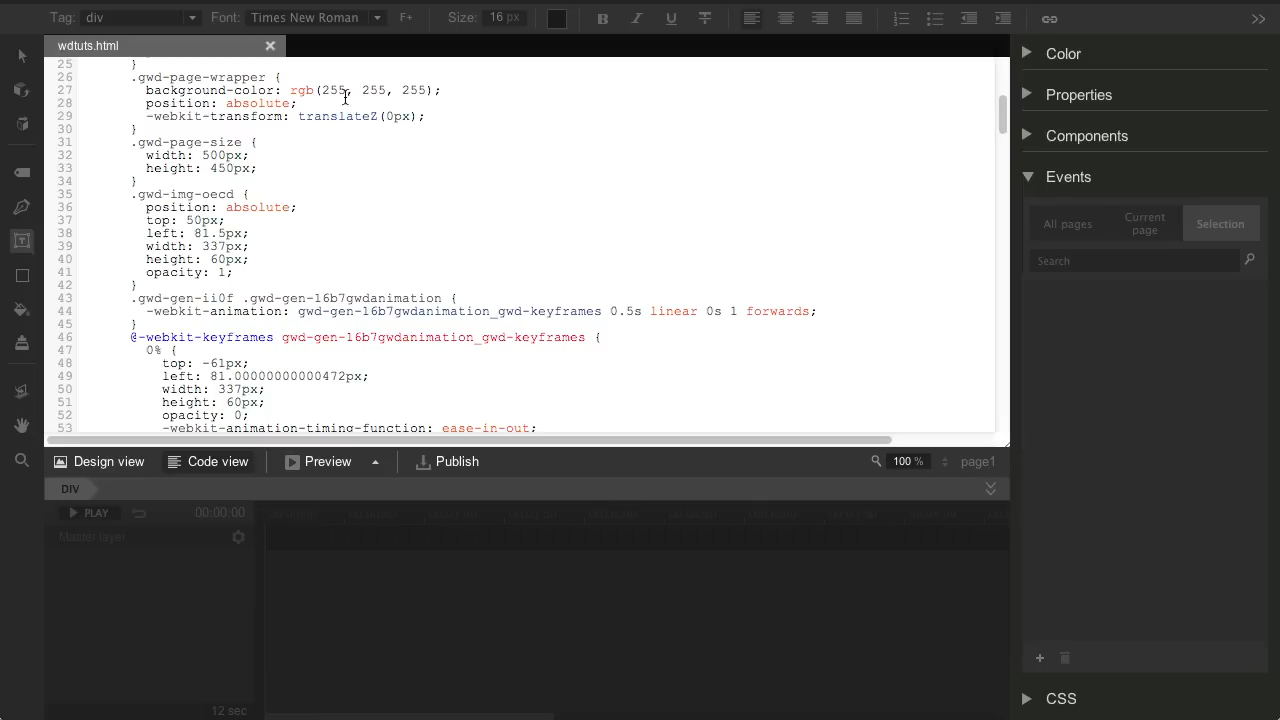 Tag: div Font: Times New Roman F+ Size: 16 px B I U T
wdtuts.html
25 }
26 .gwd-page-wrapper {
27 background-color: rgb(255, 255, 255);
28 position: absolute;
29 -webkit-transform: translateZ(0px);
30 }
31 .gwd-page-size {
32 width: 500px;
33 height: 450px;
34 }
35 .gwd-img-oecd {
36 position: absolute;
37 top: 50px;
38 left: 81.5px;
39 width: 337px;
40 height: 60px;
41 opacity: 1;
42 }
43 .gwd-gen-ii0f .gwd-gen-16b7gwdanimation {
44 -webkit-animation: gwd-gen-16b7gwdanimation_gwd-keyframes 0.5s linear 0s 1 forwards;
45 }
46 @-webkit-keyframes gwd-gen-16b7gwdanimation_gwd-keyframes {
47 0% {
48 top: -61px;
49 left: 81.00000000000472px;
50 width: 337px;
51 height: 60px;
52 opacity: 0;
53 -webkit-animation-timing-function: ease-in-out;
Design view Code view Preview Publish 100 % page1
DIV
PLAY 00:00:00
Master layer
12 sec
Color
Properties
Components
Events
All pages Current page Selection
Search
+
CSS